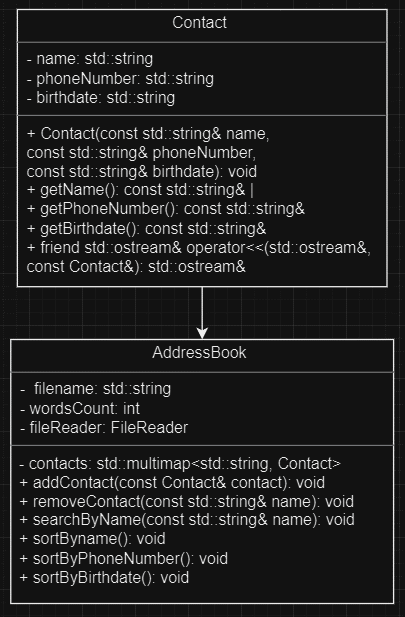 Contact
- name: std::string
- phoneNumber: std::string
- birthdate: std::string
+ Contact(const std::string& name,
const std::string& phoneNumber,
const std::string& birthdate): void
+ getName(): const std::string& |
+ getPhoneNumber(): const std::string&
+ getBirthdate(): const std::string&
+ friend std::ostream& operator<<(std::ostream&,
const Contact&): std::ostream&
AddressBook
- filename: std::string
- wordsCount: int
- fileReader: FileReader
- contacts: std::multimap<std::string, Contact>
+ addContact(const Contact& contact): void
+ removeContact(const std::string& name): void
+ searchByName(const std::string& name): void
+ sortByname(): void
+ sortByPhoneNumber(): void
+ sortByBirthdate(): void